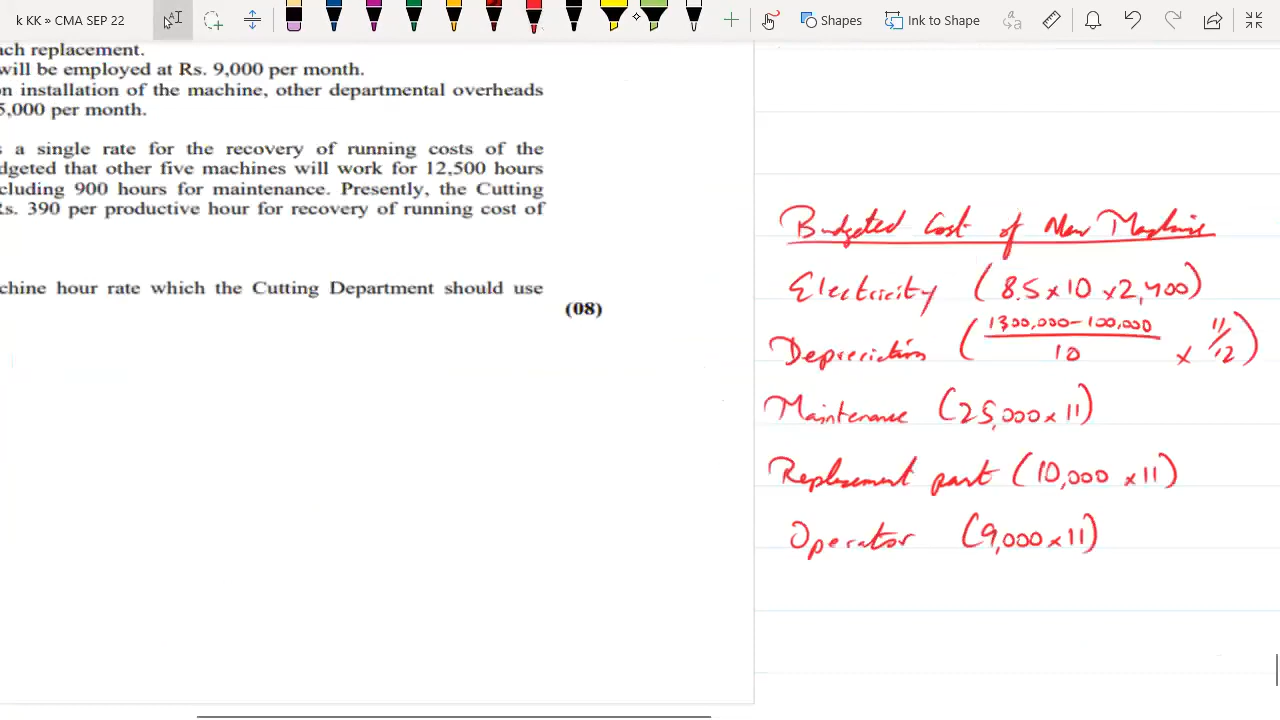 k KK » CMA SEP 22
Shapes
Ink to Shape
ach replacement.
will be employed at Rs. 9,000 per month.
on installation of the machine, other departmental overheads
5,000 per month.
s a single rate for the recovery of running costs of the
dgeted that other five machines will work for 12,500 hours
cluding 900 hours for maintenance. Presently, the Cutting
Rs. 390 per productive hour for recovery of running cost of
chine hour rate which the Cutting Department should use
(08)
Budgeted Cost of New Machine
Electricity (8.5 × 10 × 2,400)
Depreciation (1300,000 - 100,000 / 10 × 11/12)
Maintenance (25,000 × 11)
Replacement part (10,000 × 11)
Operator (9,000 × 11)